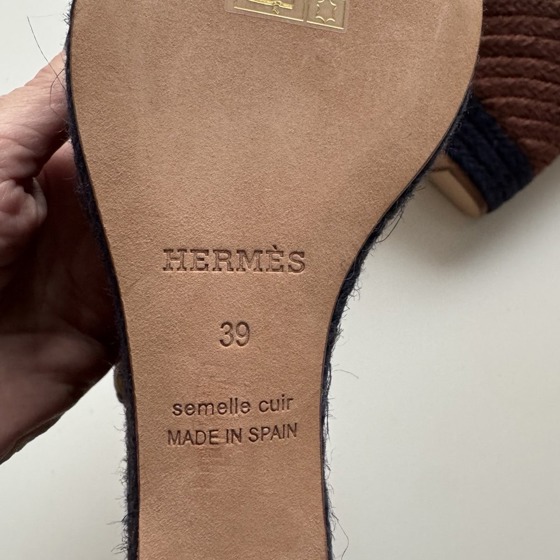 HERMÈS
39
semelle cuir
MADE IN SPAIN